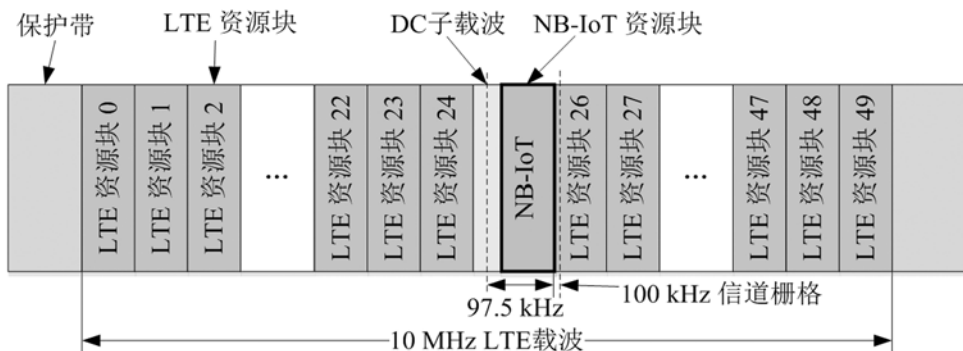 保护带
LTE 资源块
DC子载波
NB-IoT 资源块
LTE 资源块 0
LTE 资源块 1
LTE 资源块 2
...
LTE 资源块 22
LTE 资源块 23
LTE 资源块 24
NB-IoT
LTE 资源块 26
LTE 资源块 27
...
LTE 资源块 47
LTE 资源块 48
LTE 资源块 49
97.5 kHz
100 kHz 信道栅格
10 MHz LTE载波